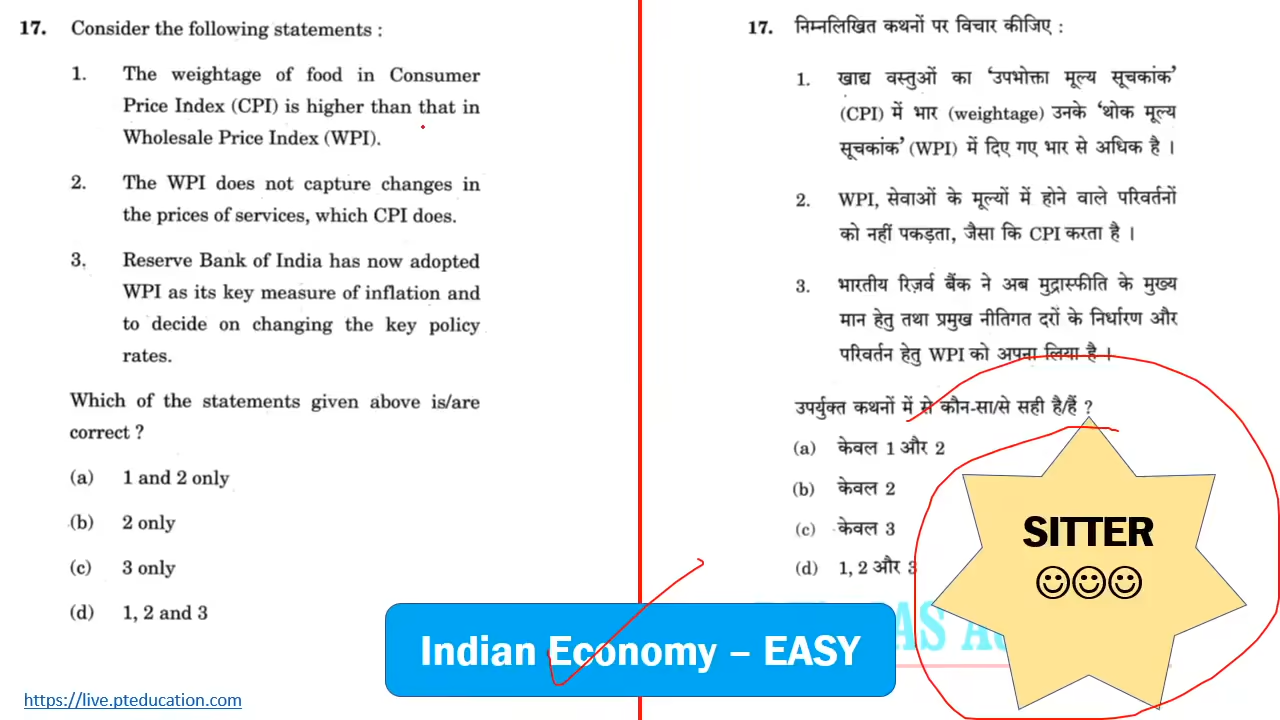 17. Consider the following statements :
1. The weightage of food in Consumer
Price Index (CPI) is higher than that in
Wholesale Price Index (WPI).
2. The WPI does not capture changes in
the prices of services, which CPI does.
3. Reserve Bank of India has now adopted
WPI as its key measure of inflation and
to decide on changing the key policy
rates.
Which of the statements given above is/are
correct ?
(a) 1 and 2 only
(b) 2 only
(c) 3 only
(d) 1, 2 and 3
17. निम्नलिखित कथनों पर विचार कीजिए :
1. खाद्य वस्तुओं का ‘उपभोक्ता मूल्य सूचकांक’
(CPI) में भार (weightage) उनके ‘थोक मूल्य
सूचकांक’ (WPI) में दिए गए भार से अधिक है ।
2. WPI, सेवाओं के मूल्यों में होने वाले परिवर्तनों
को नहीं पकड़ता, जैसा कि CPI करता है ।
3. भारतीय रिज़र्व बैंक ने अब मुद्रास्फीति के मुख्य
मान हेतु तथा प्रमुख नीतिगत दरों के निर्धारण और
परिवर्तन हेतु WPI को अपना लिया है ।
उपर्युक्त कथनों में से कौन-सा/से सही है/हैं ?
(a) केवल 1 और 2
(b) केवल 2
(c) केवल 3
(d) 1, 2 और 3
SITTER
Indian Economy – EASY
https://live.pteducation.com